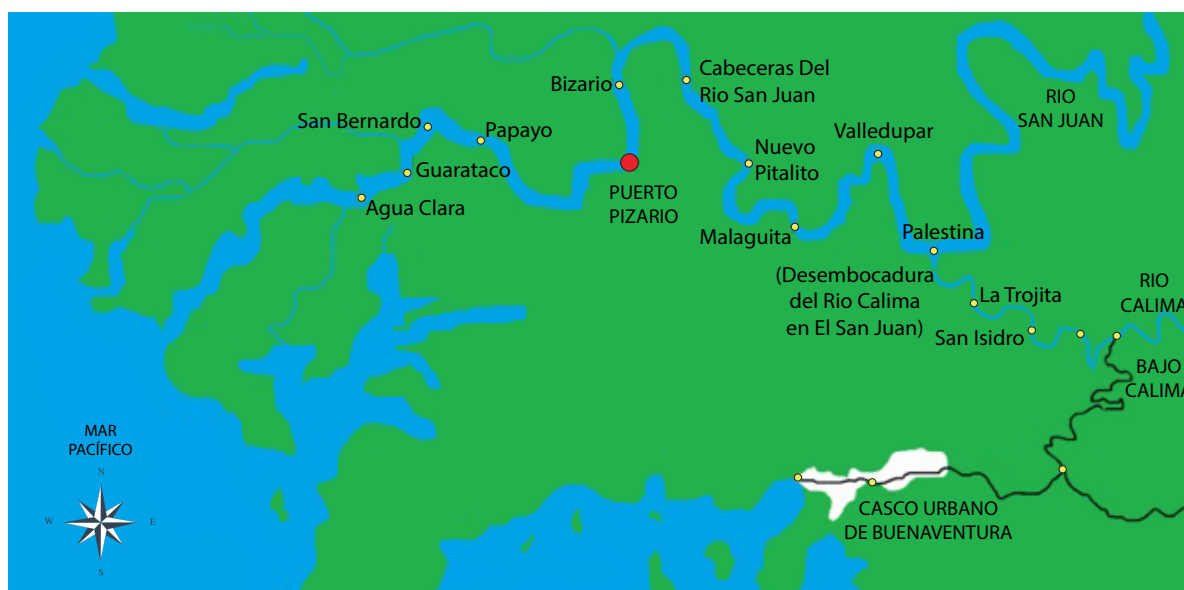 Bizario
Cabeceras Del
Rio San Juan
RIO
SAN JUAN
San Bernardo
Papayo
Valledupar
Nuevo
Pitalito
Guarataco
PUERTO
PIZARIO
Agua Clara
Malaguita
Palestina
(Desembocadura
del Rio Calima
en El San Juan)
La Trojita
RIO
CALIMA
San Isidro
BAJO
CALIMA
MAR
PACÍFICO
N
W
E
S
CASCO URBANO
DE BUENAVENTURA